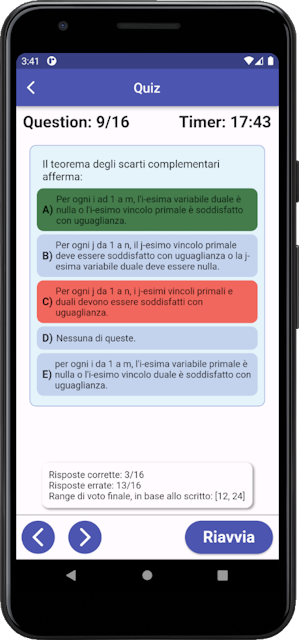 3:41
Quiz
Question: 9/16 Timer: 17:43
Il teorema degli scarti complementari
afferma:
A) Per ogni i ad 1 a m, l'i-esima variabile duale è
nulla o l'i-esimo vincolo primale è soddisfatto
con uguaglianza.
B) Per ogni j da 1 a n, il j-esimo vincolo primale
deve essere soddisfatto con uguaglianza o la j-
esima variabile duale deve essere nulla.
C) Per ogni j da 1 a n, i j-esimi vincoli primali e
duali devono essere soddisfatti con
uguaglianza.
D) Nessuna di queste.
E) per ogni i da 1 a m, l'i-esima variabile primale è
nulla o l'i-esimo vincolo duale è soddisfatto con
uguaglianza.
Risposte corrette: 3/16
Risposte errate: 13/16
Range di voto finale, in base allo scritto: [12, 24]
Riavvia